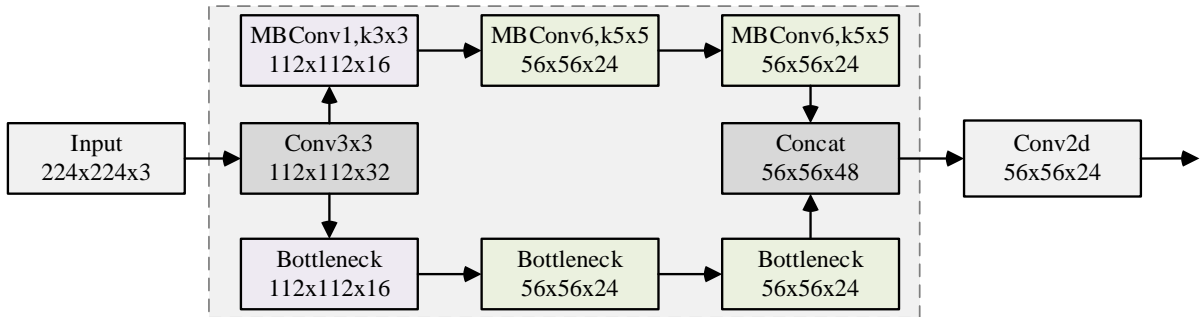 MBConv1,k3x3
112x112x16
MBConv6,k5x5
56x56x24
MBConv6,k5x5
56x56x24
Input
224x224x3
Conv3x3
112x112x32
Concat
56x56x48
Conv2d
56x56x24
Bottleneck
112x112x16
Bottleneck
56x56x24
Bottleneck
56x56x24